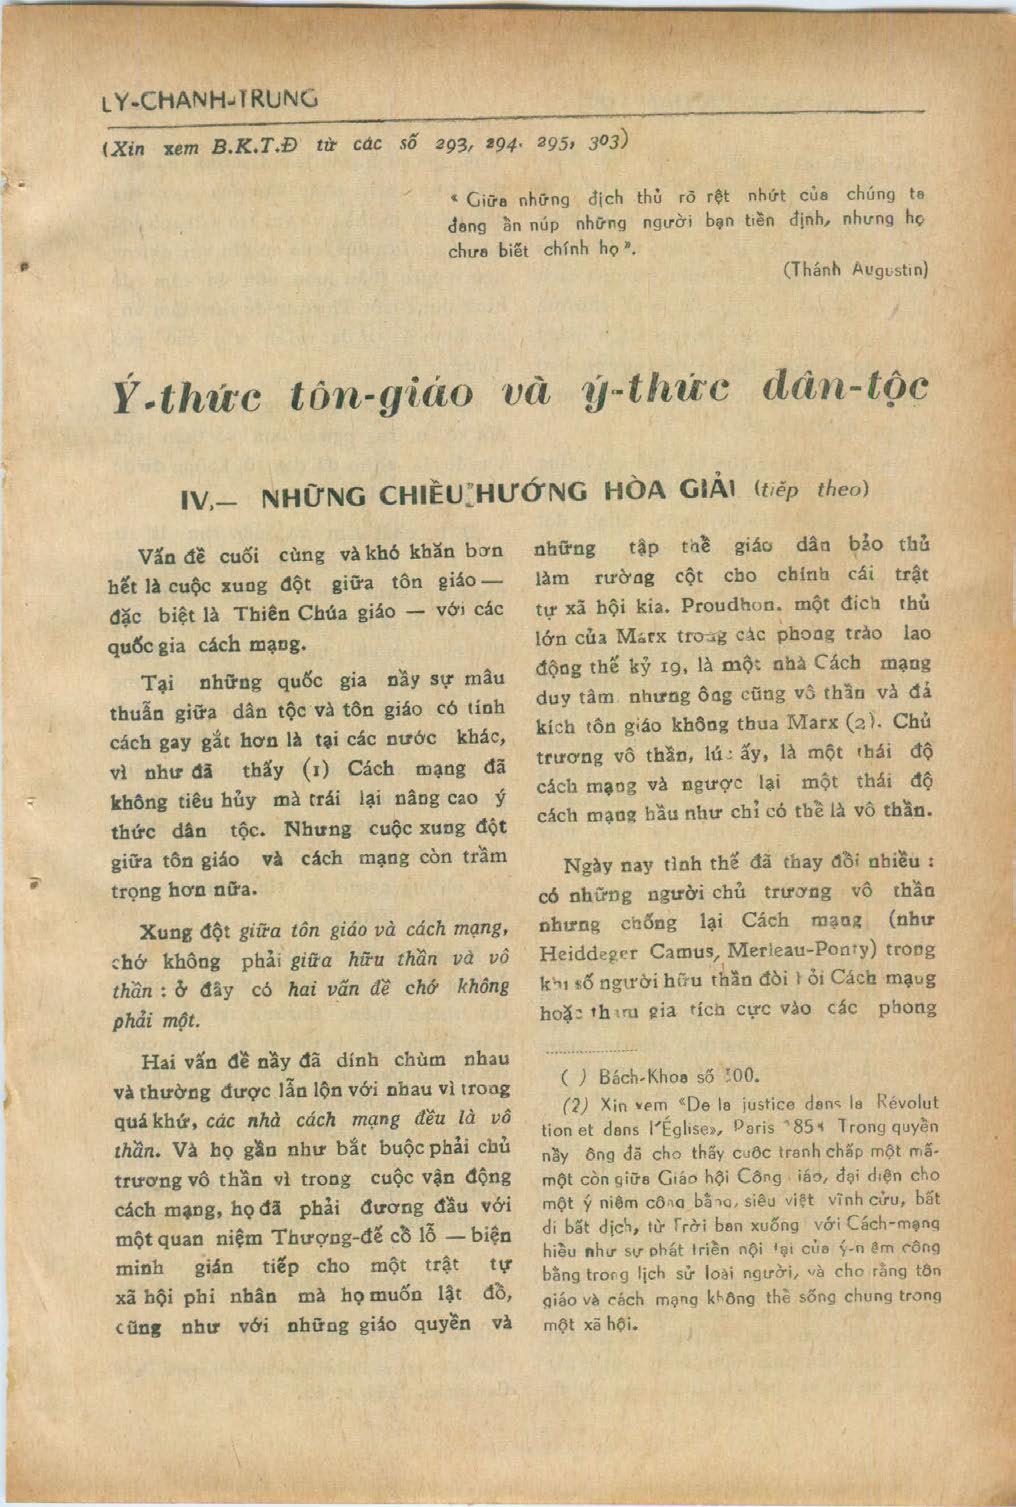 LY-CHANH-TRUNG
(Xin xem B.K.T.Đ từ các số 293, 294, 295, 303)
« Giữa những địch thủ rõ rệt nhứt của chúng ta
đang ẩn núp những người bạn tiền định, nhưng họ
chưa biết chính họ ».
(Thánh Augustin)
Ý-thức tôn-giáo và ý-thức dân-tộc
IV.— NHỮNG CHIỀU HƯỚNG HÒA GIẢI (tiếp theo)
Vấn đề cuối cùng và khó khăn hơn
hết là cuộc xung đột giữa tôn giáo —
đặc biệt là Thiên Chúa giáo — với các
quốc gia cách mạng.
Tại những quốc gia nầy sự mâu
thuẫn giữa dân tộc và tôn giáo có tính
cách gay gắt hơn là tại các nước khác,
vì như đã thấy (1) Cách mạng đã
không tiêu hủy mà trái lại nâng cao ý
thức dân tộc. Nhưng cuộc xung đột
giữa tôn giáo và cách mạng còn trầm
trọng hơn nữa.
Xung đột giữa tôn giáo và cách mạng,
chớ không phải giữa hữu thần và vô
thần : ở đây có hai vấn đề chớ không
phải một.
Hai vấn đề nầy đã dính chùm nhau
và thường được lẫn lộn với nhau vì trong
quá khứ, các nhà cách mạng đều là vô
thần. Và họ gần như bắt buộc phải chủ
trương vô thần vì trong cuộc vận động
cách mạng, họ đã phải đương đầu với
một quan niệm Thượng-đế cổ lỗ — biện
minh gián tiếp cho một trật tự
xã hội phi nhân mà họ muốn lật đổ,
cũng như với những giáo quyền và
những tập thể giáo dân bảo thủ
làm rường cột cho chính cái trật
tự xã hội kia. Proudhon. một địch thủ
lớn của Marx trong các phong trào lao
động thế kỷ 19, là một nhà Cách mạng
duy tâm nhưng ông cũng vô thần và đả
kích tôn giáo không thua Marx (2). Chủ
trương vô thần, lúc ấy, là một thái độ
cách mạng và ngược lại một thái độ
cách mạng hầu như chỉ có thể là vô thần.
Ngày nay tình thế đã thay đổi nhiều :
có những người chủ trương vô thần
nhưng chống lại Cách mạng (như
Heiddeger Camus, Merleau-Ponty) trong
khi số người hữu thần đòi hỏi Cách mạng
hoặc tham gia tích cực vào các phong
( ) Bách-Khoa số 300.
(2) Xin xem «De la justice dans la Révolut
tion et dans l'Église», Paris 85 Trong quyền
nầy ông đã cho thấy cuộc tranh chấp một mấ-
một còn giữa Giáo hội Công iáo, đại diện cho
một ý niệm công bằng, siêu việt vĩnh cửu, bất
di bất dịch, từ Trời ban xuống với Cách-mạng
hiểu như sự phát triển nội tại của ý-n êm công
bằng trong lịch sử loài người, và cho rằng tôn
giáo và cách mạng không thể sống chung trong
một xã hội.